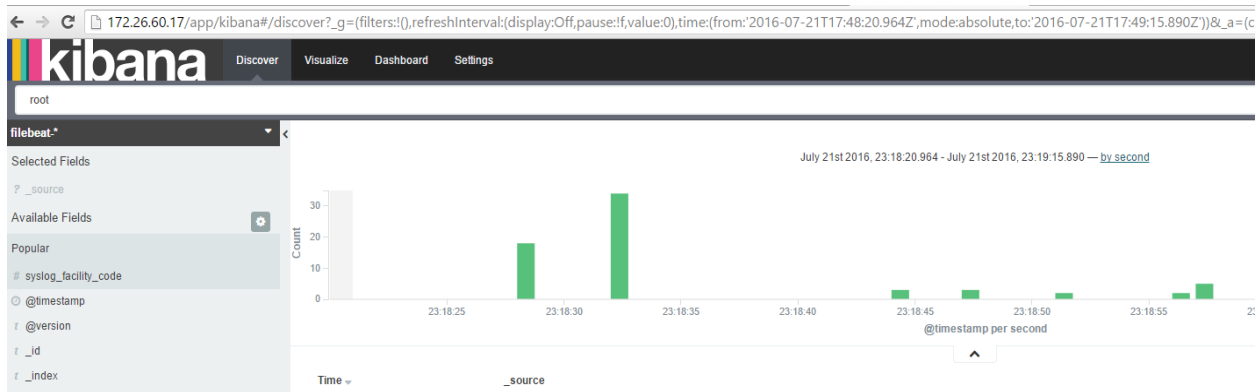 172.26.60.17/app/kibana#/discover?_g=(filters:!(),refreshInterval:(display:Off,pause:!f,value:0),time:(from:'2016-07-21T17:48:20.964Z',mode:absolute,to:'2016-07-21T17:49:15.890Z'))&_a=(c
kibana Discover Visualize Dashboard Settings
root
filebeat-*
Selected Fields
? _source
Available Fields
Popular
# syslog_facility_code
@timestamp
t @version
t _id
t _index
July 21st 2016, 23:18:20.964 - July 21st 2016, 23:19:15.890 — by second
Count
30
20
10
0
23:18:25 23:18:30 23:18:35 23:18:40 23:18:45 23:18:50 23:18:55 23
@timestamp per second
Time _source